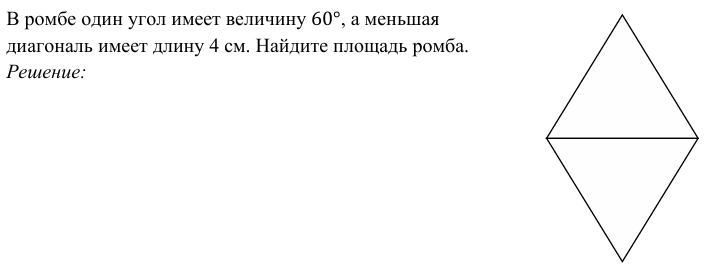 В ромбе один угол имеет величину 60°, а меньшая
диагональ имеет длину 4 см. Найдите площадь ромба.
Решение: